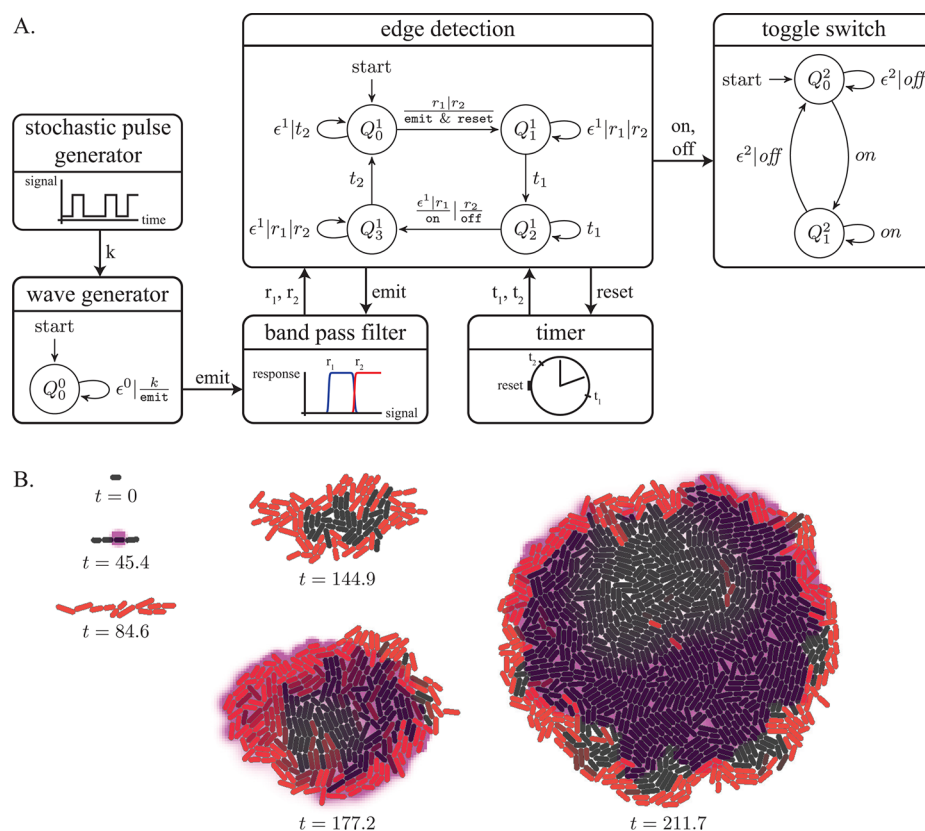 A.
edge detection
toggle switch
start
start
Q₀²
ε²|off
ε¹|t₂
Q₀¹
r₁|r₂
emit & reset
Q₁¹
ε¹|r₁|r₂
on,
off
ε²|off
on
stochastic pulse
generator
signal
time
t₂
t₁
ε¹|r₁
on
|
r₂
off
ε¹|r₁|r₂
Q₃¹
Q₂¹
t₁
Q₁²
on
k
wave generator
r₁, r₂
emit
t₁, t₂
reset
start
band pass filter
timer
Q₀⁰
ε⁰|
k
emit
emit
response
r₁
r₂
signal
t₂
reset
t₁
B.
t = 0
t = 45.4
t = 84.6
t = 144.9
t = 177.2
t = 211.7